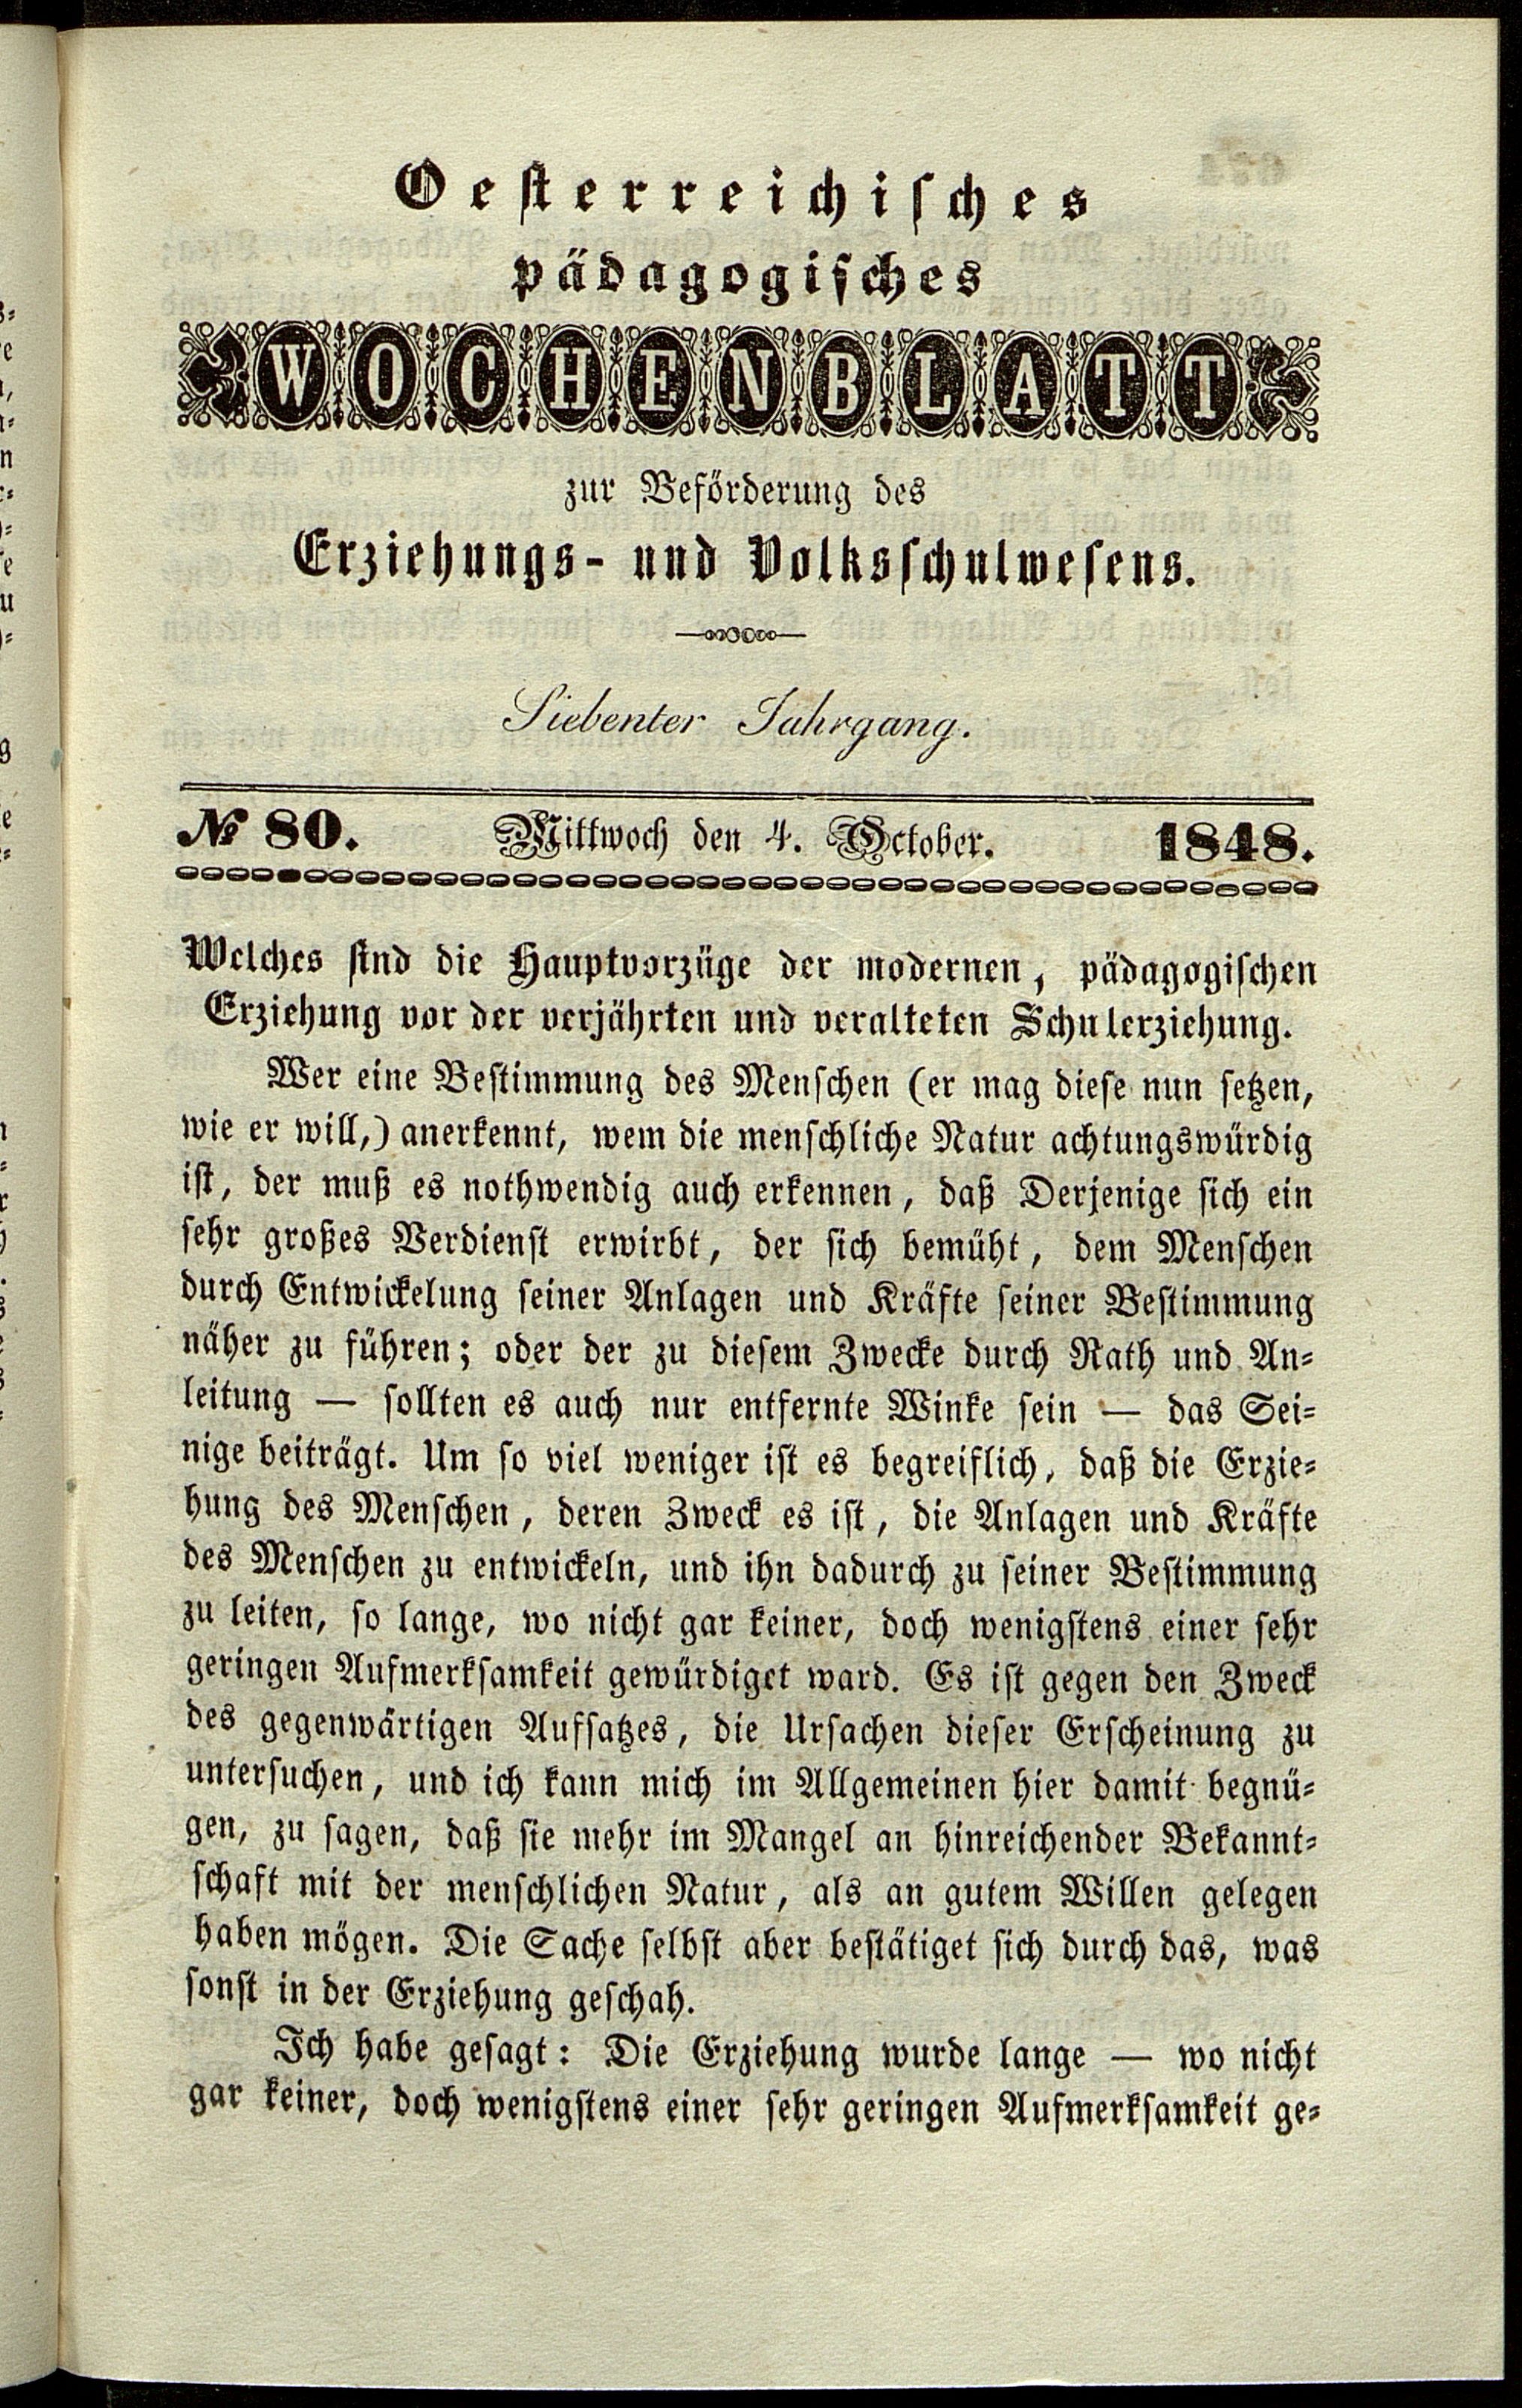 Oesterreichisches
pädagogisches
WOCHENBLATT
zur Beförderung des
Erziehungs- und Volksschulwesens.
Siebenter Jahrgang.
№ 80. Mittwoch den 4. October. 1848.
Welches sind die Hauptvorzüge der modernen, pädagogischen
Erziehung vor der verjährten und veralteten Schulerziehung.
Wer eine Bestimmung des Menschen (er mag diese nun setzen,
wie er will,) anerkennt, wem die menschliche Natur achtungswürdig
ist, der muß es nothwendig auch erkennen, daß Derjenige sich ein
sehr großes Verdienst erwirbt, der sich bemüht, dem Menschen
durch Entwickelung seiner Anlagen und Kräfte seiner Bestimmung
näher zu führen; oder der zu diesem Zwecke durch Rath und An-
leitung — sollten es auch nur entfernte Winke sein — das Sei-
nige beiträgt. Um so viel weniger ist es begreiflich, daß die Erzie-
hung des Menschen, deren Zweck es ist, die Anlagen und Kräfte
des Menschen zu entwickeln, und ihn dadurch zu seiner Bestimmung
zu leiten, so lange, wo nicht gar keiner, doch wenigstens einer sehr
geringen Aufmerksamkeit gewürdiget ward. Es ist gegen den Zweck
des gegenwärtigen Aufsatzes, die Ursachen dieser Erscheinung zu
untersuchen, und ich kann mich im Allgemeinen hier damit begnü-
gen, zu sagen, daß sie mehr im Mangel an hinreichender Bekannt-
schaft mit der menschlichen Natur, als an gutem Willen gelegen
haben mögen. Die Sache selbst aber bestätiget sich durch das, was
sonst in der Erziehung geschah.
Ich habe gesagt: Die Erziehung wurde lange — wo nicht
gar keiner, doch wenigstens einer sehr geringen Aufmerksamkeit ge-